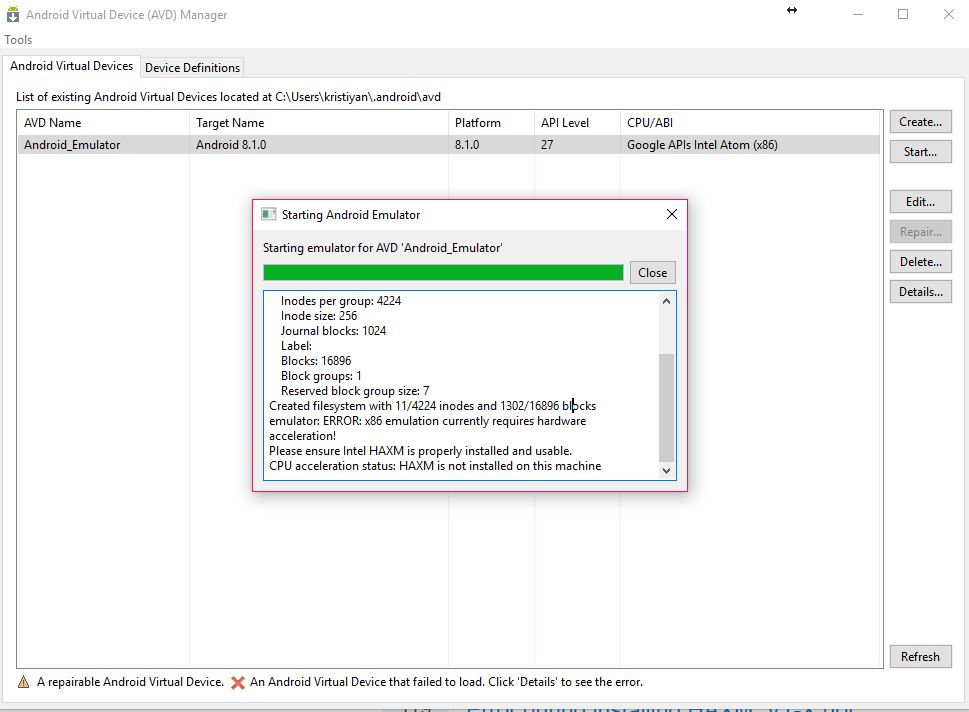 Android Virtual Device (AVD) Manager
Tools
Android Virtual Devices Device Definitions
List of existing Android Virtual Devices located at C:\Users\kristiyan\.android\avd
AVD Name Target Name Platform API Level CPU/ABI
Android_Emulator Android 8.1.0 8.1.0 27 Google APIs Intel Atom (x86)
Create...
Start...
Edit...
Repair...
Delete...
Details...
Starting Android Emulator
Starting emulator for AVD 'Android_Emulator'
Close
Inodes per group: 4224
Inode size: 256
Journal blocks: 1024
Label:
Blocks: 16896
Block groups: 1
Reserved block group size: 7
Created filesystem with 11/4224 inodes and 1302/16896 blocks
emulator: ERROR: x86 emulation currently requires hardware
acceleration!
Please ensure Intel HAXM is properly installed and usable.
CPU acceleration status: HAXM is not installed on this machine
Refresh
A repairable Android Virtual Device. An Android Virtual Device that failed to load. Click 'Details' to see the error.